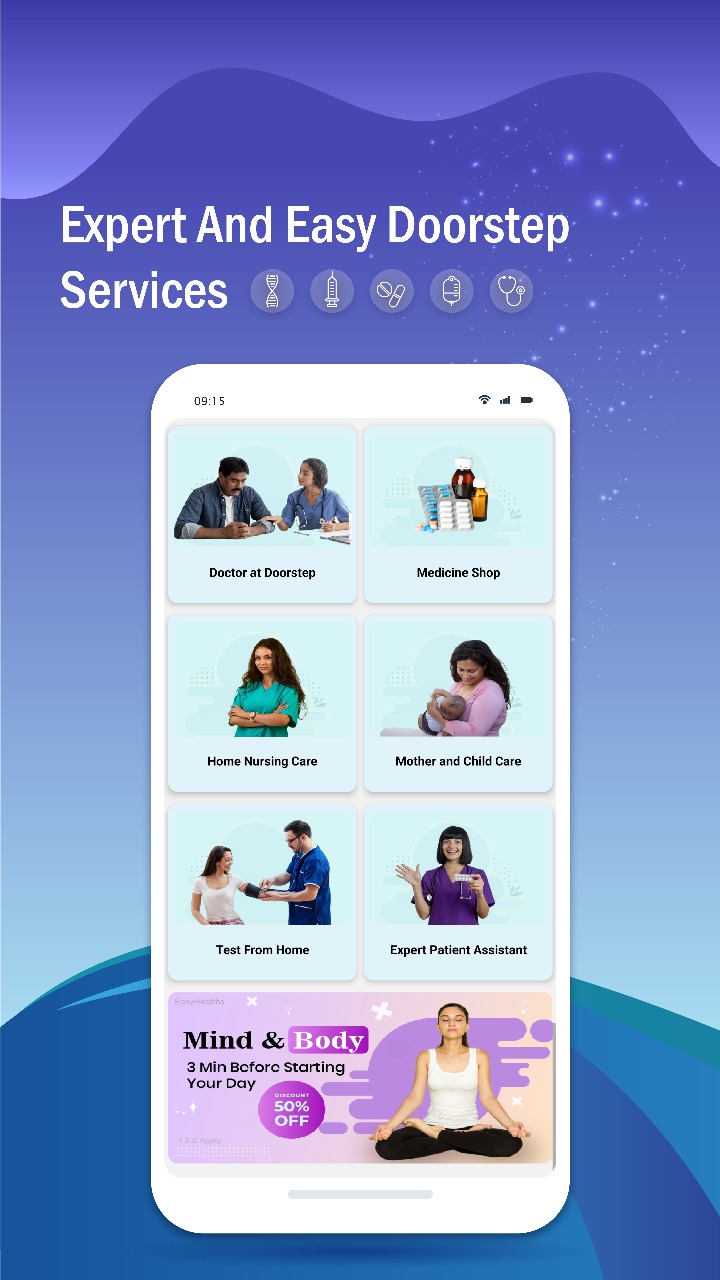 Expert And Easy Doorstep
Services
09:15
Doctor at Doorstep
Medicine Shop
Home Nursing Care
Mother and Child Care
Test From Home
Expert Patient Assistant
EasyHealths
Mind & Body
3 Min Before Starting
Your Day
DISCOUNT
50%
OFF
T & C Apply